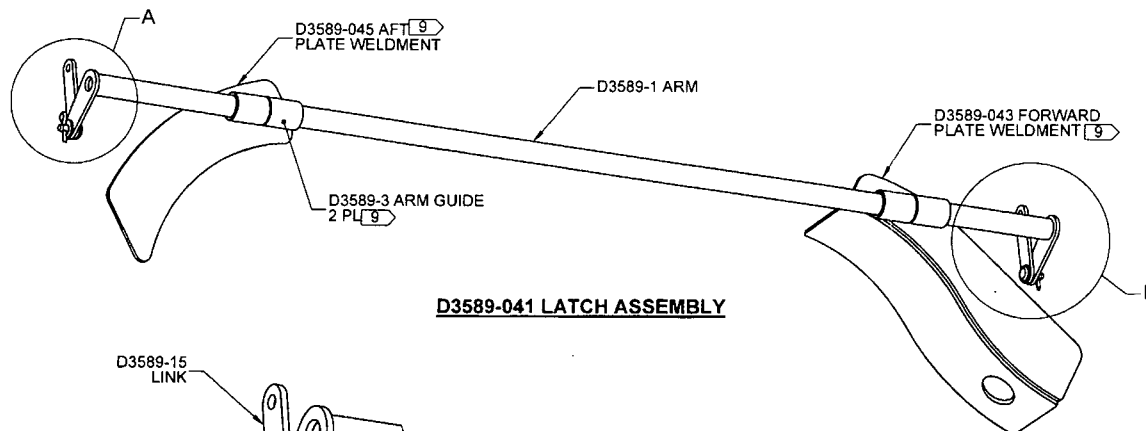 A
D3589-045 AFT 9
PLATE WELDMENT
D3589-1 ARM
D3589-043 FORWARD
PLATE WELDMENT 9
D3589-3 ARM GUIDE
2 PL 9
D3589-041 LATCH ASSEMBLY
D3589-15
LINK